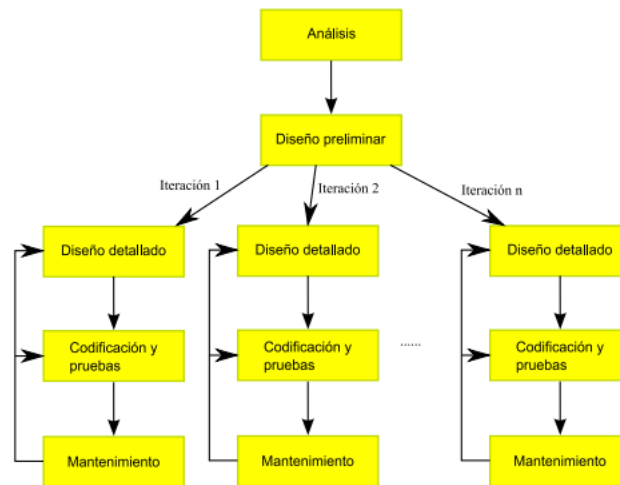 Análisis
Diseño preliminar
Iteración 1
Iteración 2
Iteración n
Diseño detallado
Diseño detallado
Diseño detallado
Codificación y
pruebas
Codificación y
pruebas
......
Codificación y
pruebas
Mantenimiento
Mantenimiento
Mantenimiento